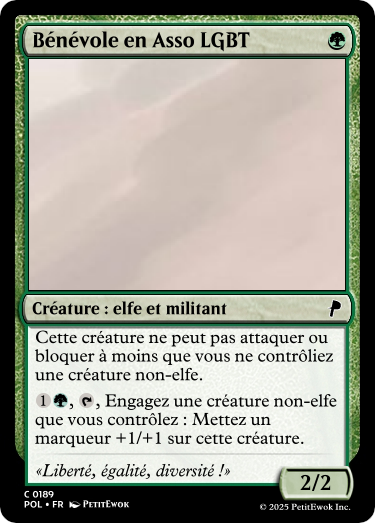 Bénévole en Asso LGBT
Créature : elfe et militant
Cette créature ne peut pas attaquer ou
bloquer à moins que vous ne contrôliez
une créature non-elfe.
1, , Engagez une créature non-elfe
que vous contrôlez : Mettez un
marqueur +1/+1 sur cette créature.
«Liberté, égalité, diversité !»
2/2
C 0189
POL • FR PetitEwok
© 2025 PetitEwok Inc.